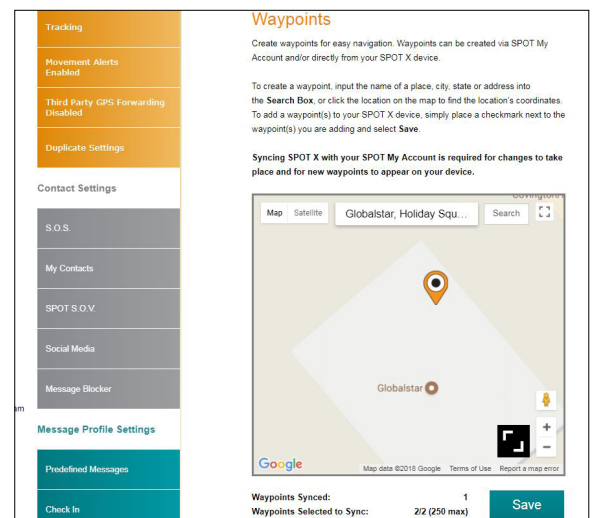 Tracking
Movement Alerts
Enabled
Third Party GPS Forwarding
Disabled
Duplicate Settings
Contact Settings
S.O.S.
My Contacts
SPOT S.O.V.
Social Media
Message Blocker
am
Message Profile Settings
Predefined Messages
Check In
Waypoints
Create waypoints for easy navigation. Waypoints can be created via SPOT My
Account and/or directly from your SPOT X device.
To create a waypoint, input the name of a place, city, state or address into
the Search Box, or click the location on the map to find the location's coordinates.
To add a waypoint(s) to your SPOT X device, simply place a checkmark next to the
waypoint(s) you are adding and select Save.
Syncing SPOT X with your SPOT My Account is required for changes to take
place and for new waypoints to appear on your device.
Map Satellite Globalstar, Holiday Squ... Search
Globalstar
Google Map data ©2018 Google Terms of Use Report a map error
Waypoints Synced: 1
Waypoints Selected to Sync: 2/2 (250 max)
Save